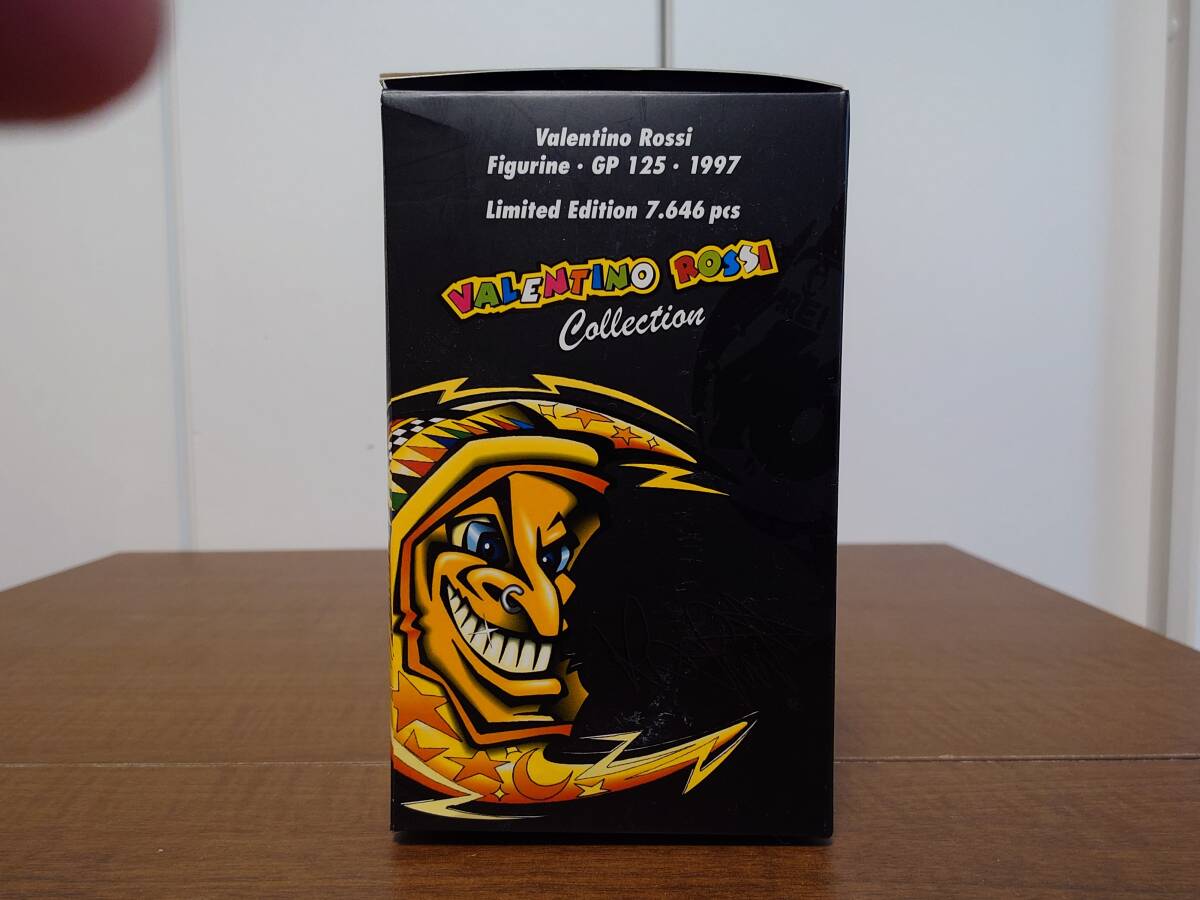 Valentino Rossi
Figurine · GP 125 · 1997
Limited Edition 7.646 pcs
VALENTINO ROSSI
Collection